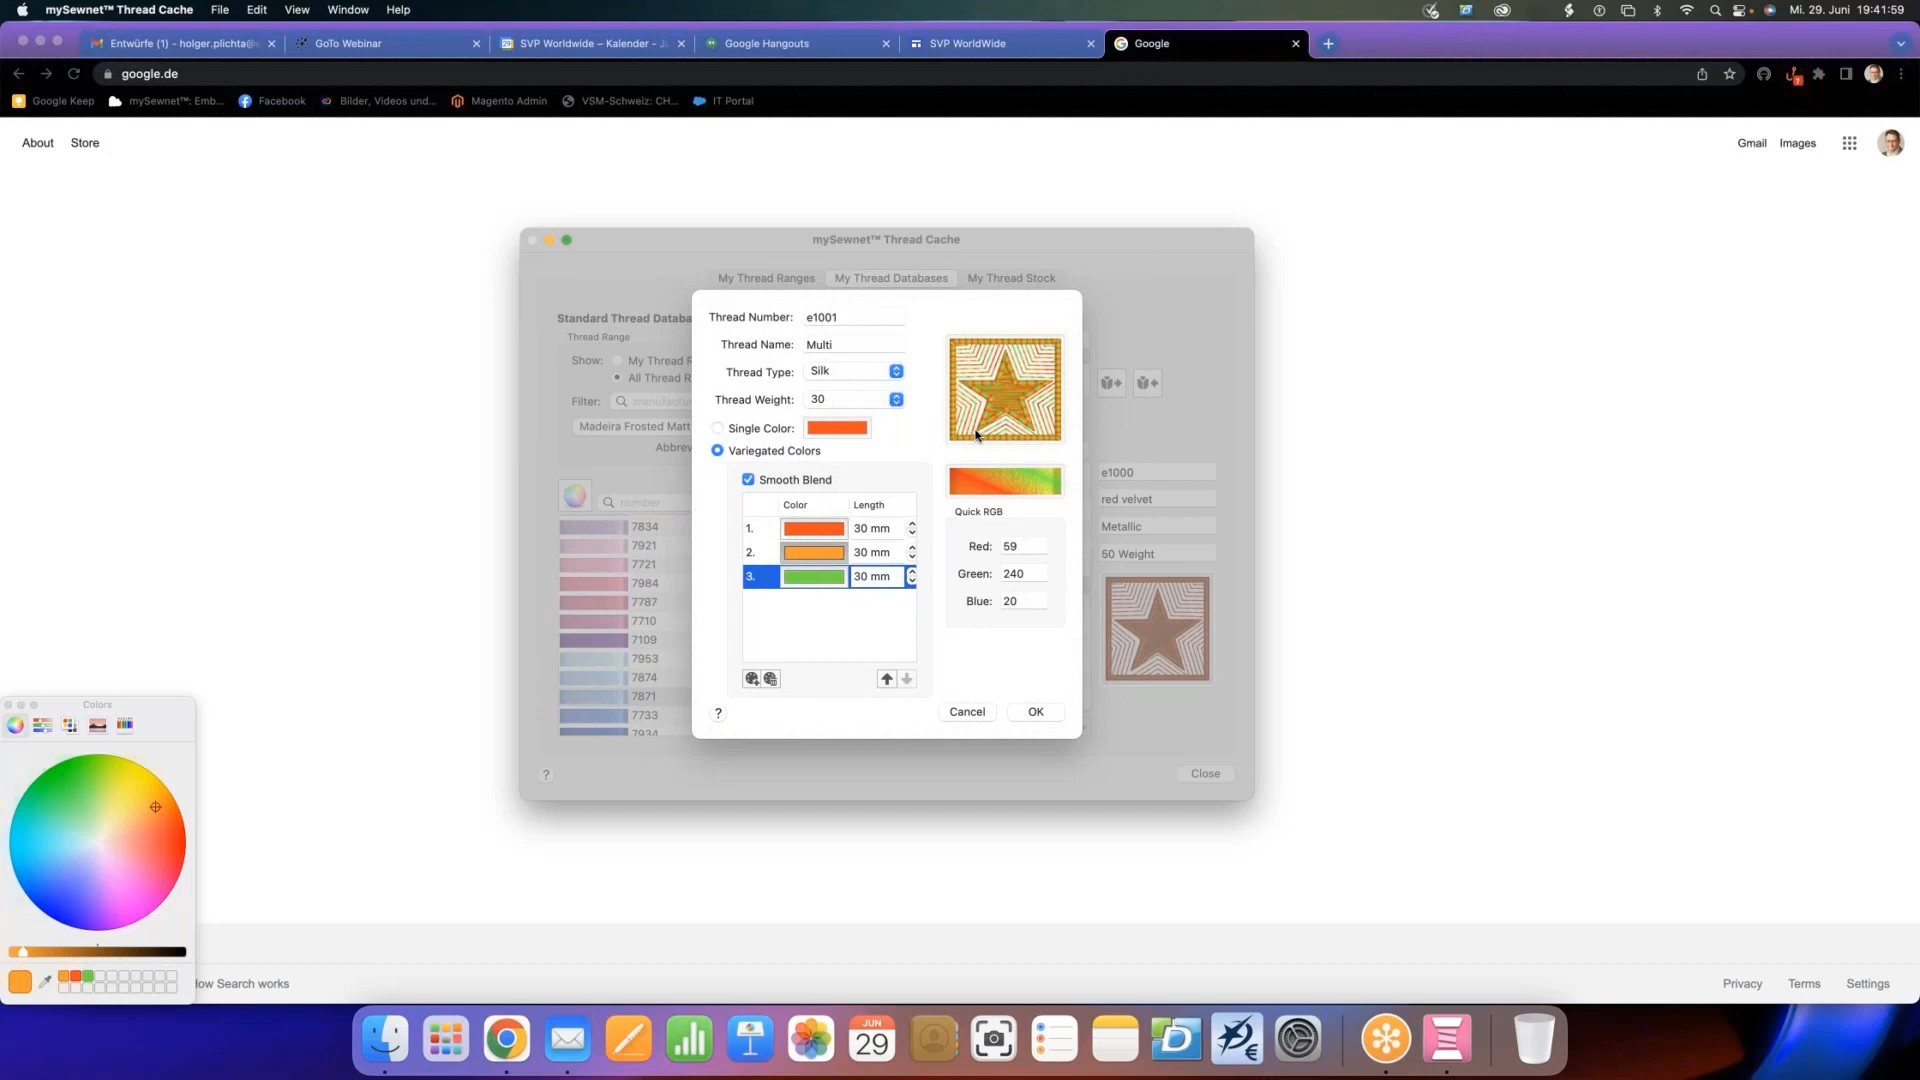 mySewnet™ Thread Cache File Edit View Window Help
Mi. 29. Juni 19:41:59
Entwürfe (1) - holger.plichta@
GoTo Webinar
SVP Worldwide – Kalender -
Google Hangouts
SVP WorldWide
Google
google.de
Google Keep
mySewnet™: Emb...
Facebook
Bilder, Videos und...
Magento Admin
VSM-Schweiz: CH...
IT Portal
About Store
Gmail Images
mySewnet™ Thread Cache
My Thread Ranges My Thread Databases My Thread Stock
Standard Thread Databa
Thread Range
Show: My Thread R
All Thread R
Filter: manufactu
Madeira Frosted Matt
Abbrev
number
7834
7921
7721
7984
7787
7710
7109
7953
7874
7871
7733
7934
Thread Number: e1001
Thread Name: Multi
Thread Type: Silk
Thread Weight: 30
Single Color:
Variegated Colors
Smooth Blend
Color Length
1. 30 mm
2. 30 mm
3. 30 mm
Quick RGB
Red: 59
Green: 240
Blue: 20
? Cancel OK
e1000
red velvet
Metallic
50 Weight
? Close
Colors
How Search works
Privacy Terms Settings
JUN
29